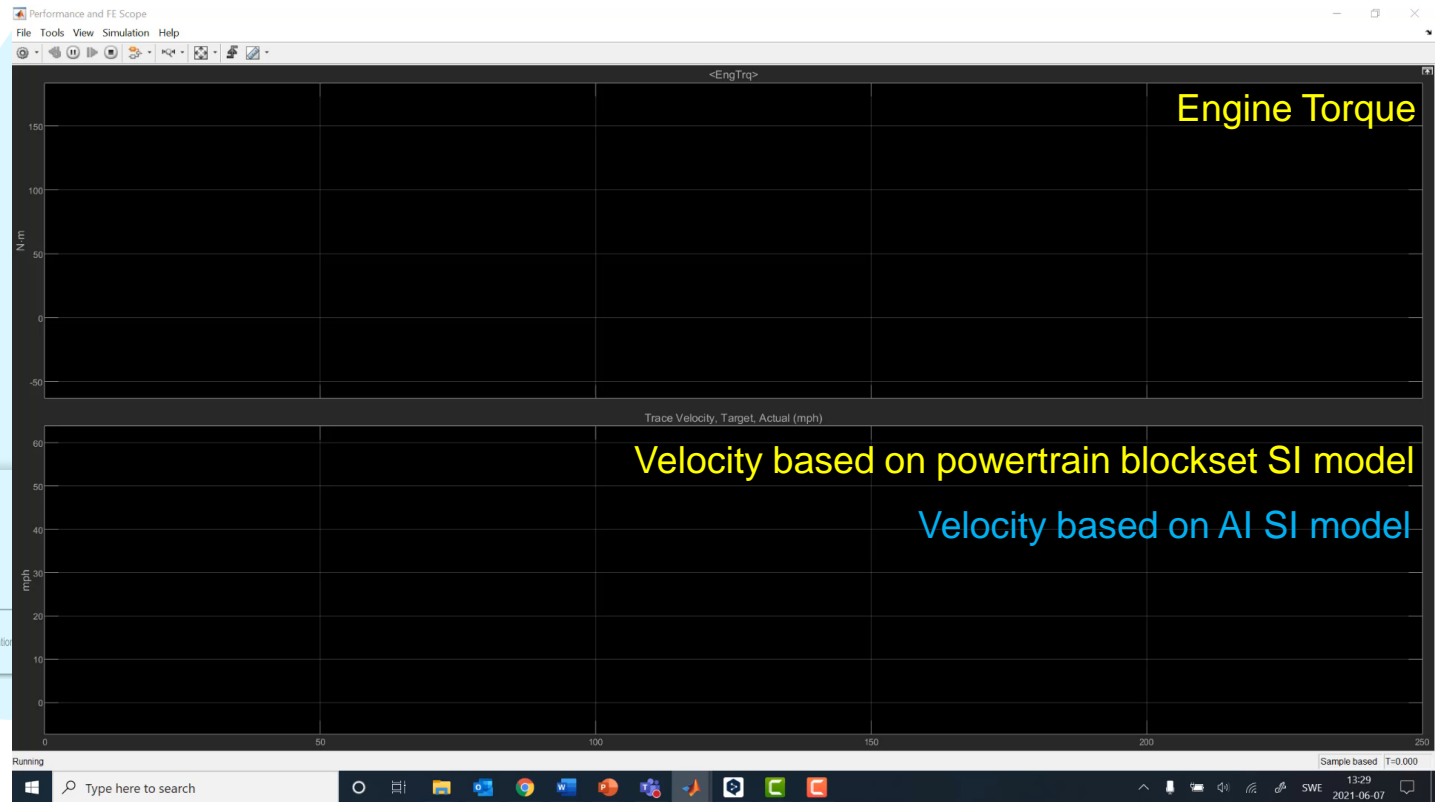 Performance and FE Scope
File Tools View Simulation Help
<EngTrq>
Engine Torque
150
100
N·m
50
0
-50
Trace Velocity, Target, Actual (mph)
60
Velocity based on powertrain blockset SI model
50
Velocity based on AI SI model
40
30
mph
20
10
0
0 50 100 150 200 250
Running
Sample based T=0.000
Type here to search
SWE
13:29
2021-06-07